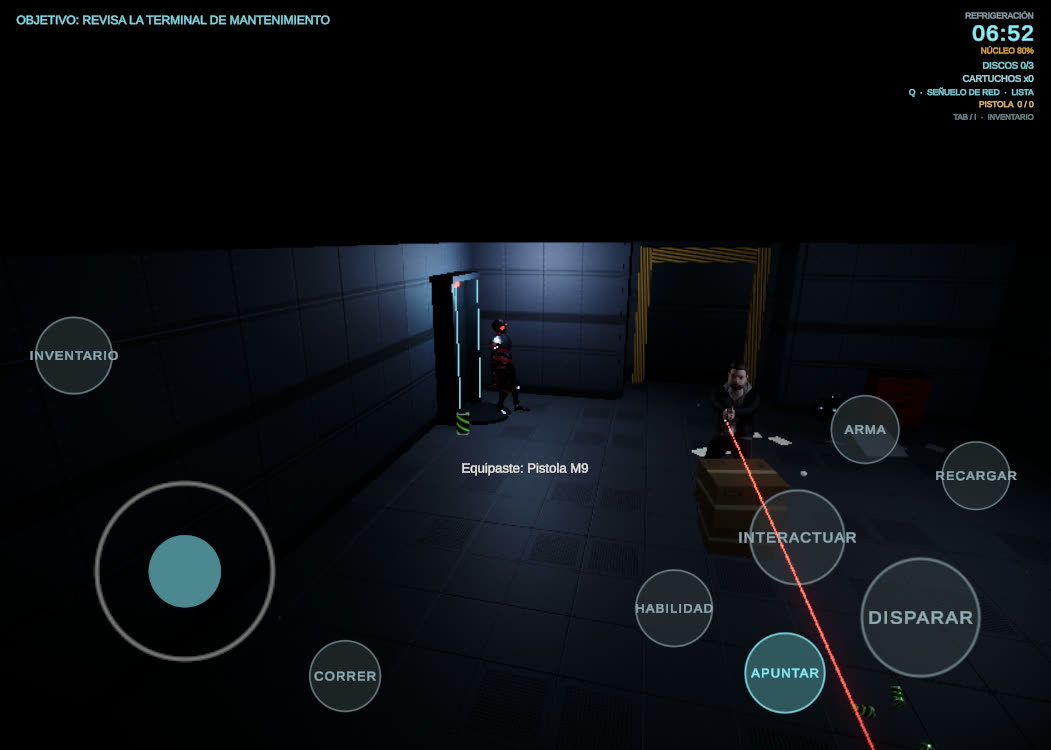 OBJETIVO: REVISA LA TERMINAL DE MANTENIMIENTO
REFRIGERACIÓN
06:52
NÚCLEO 80%
DISCOS 0/3
CARTUCHOS x0
Q · SEÑUELO DE RED · LISTA
PISTOLA 0 / 0
TAB / I · INVENTARIO
INVENTARIO
ARMA
Equipaste: Pistola M9
RECARGAR
INTERACTUAR
HABILIDAD
DISPARAR
CORRER
APUNTAR